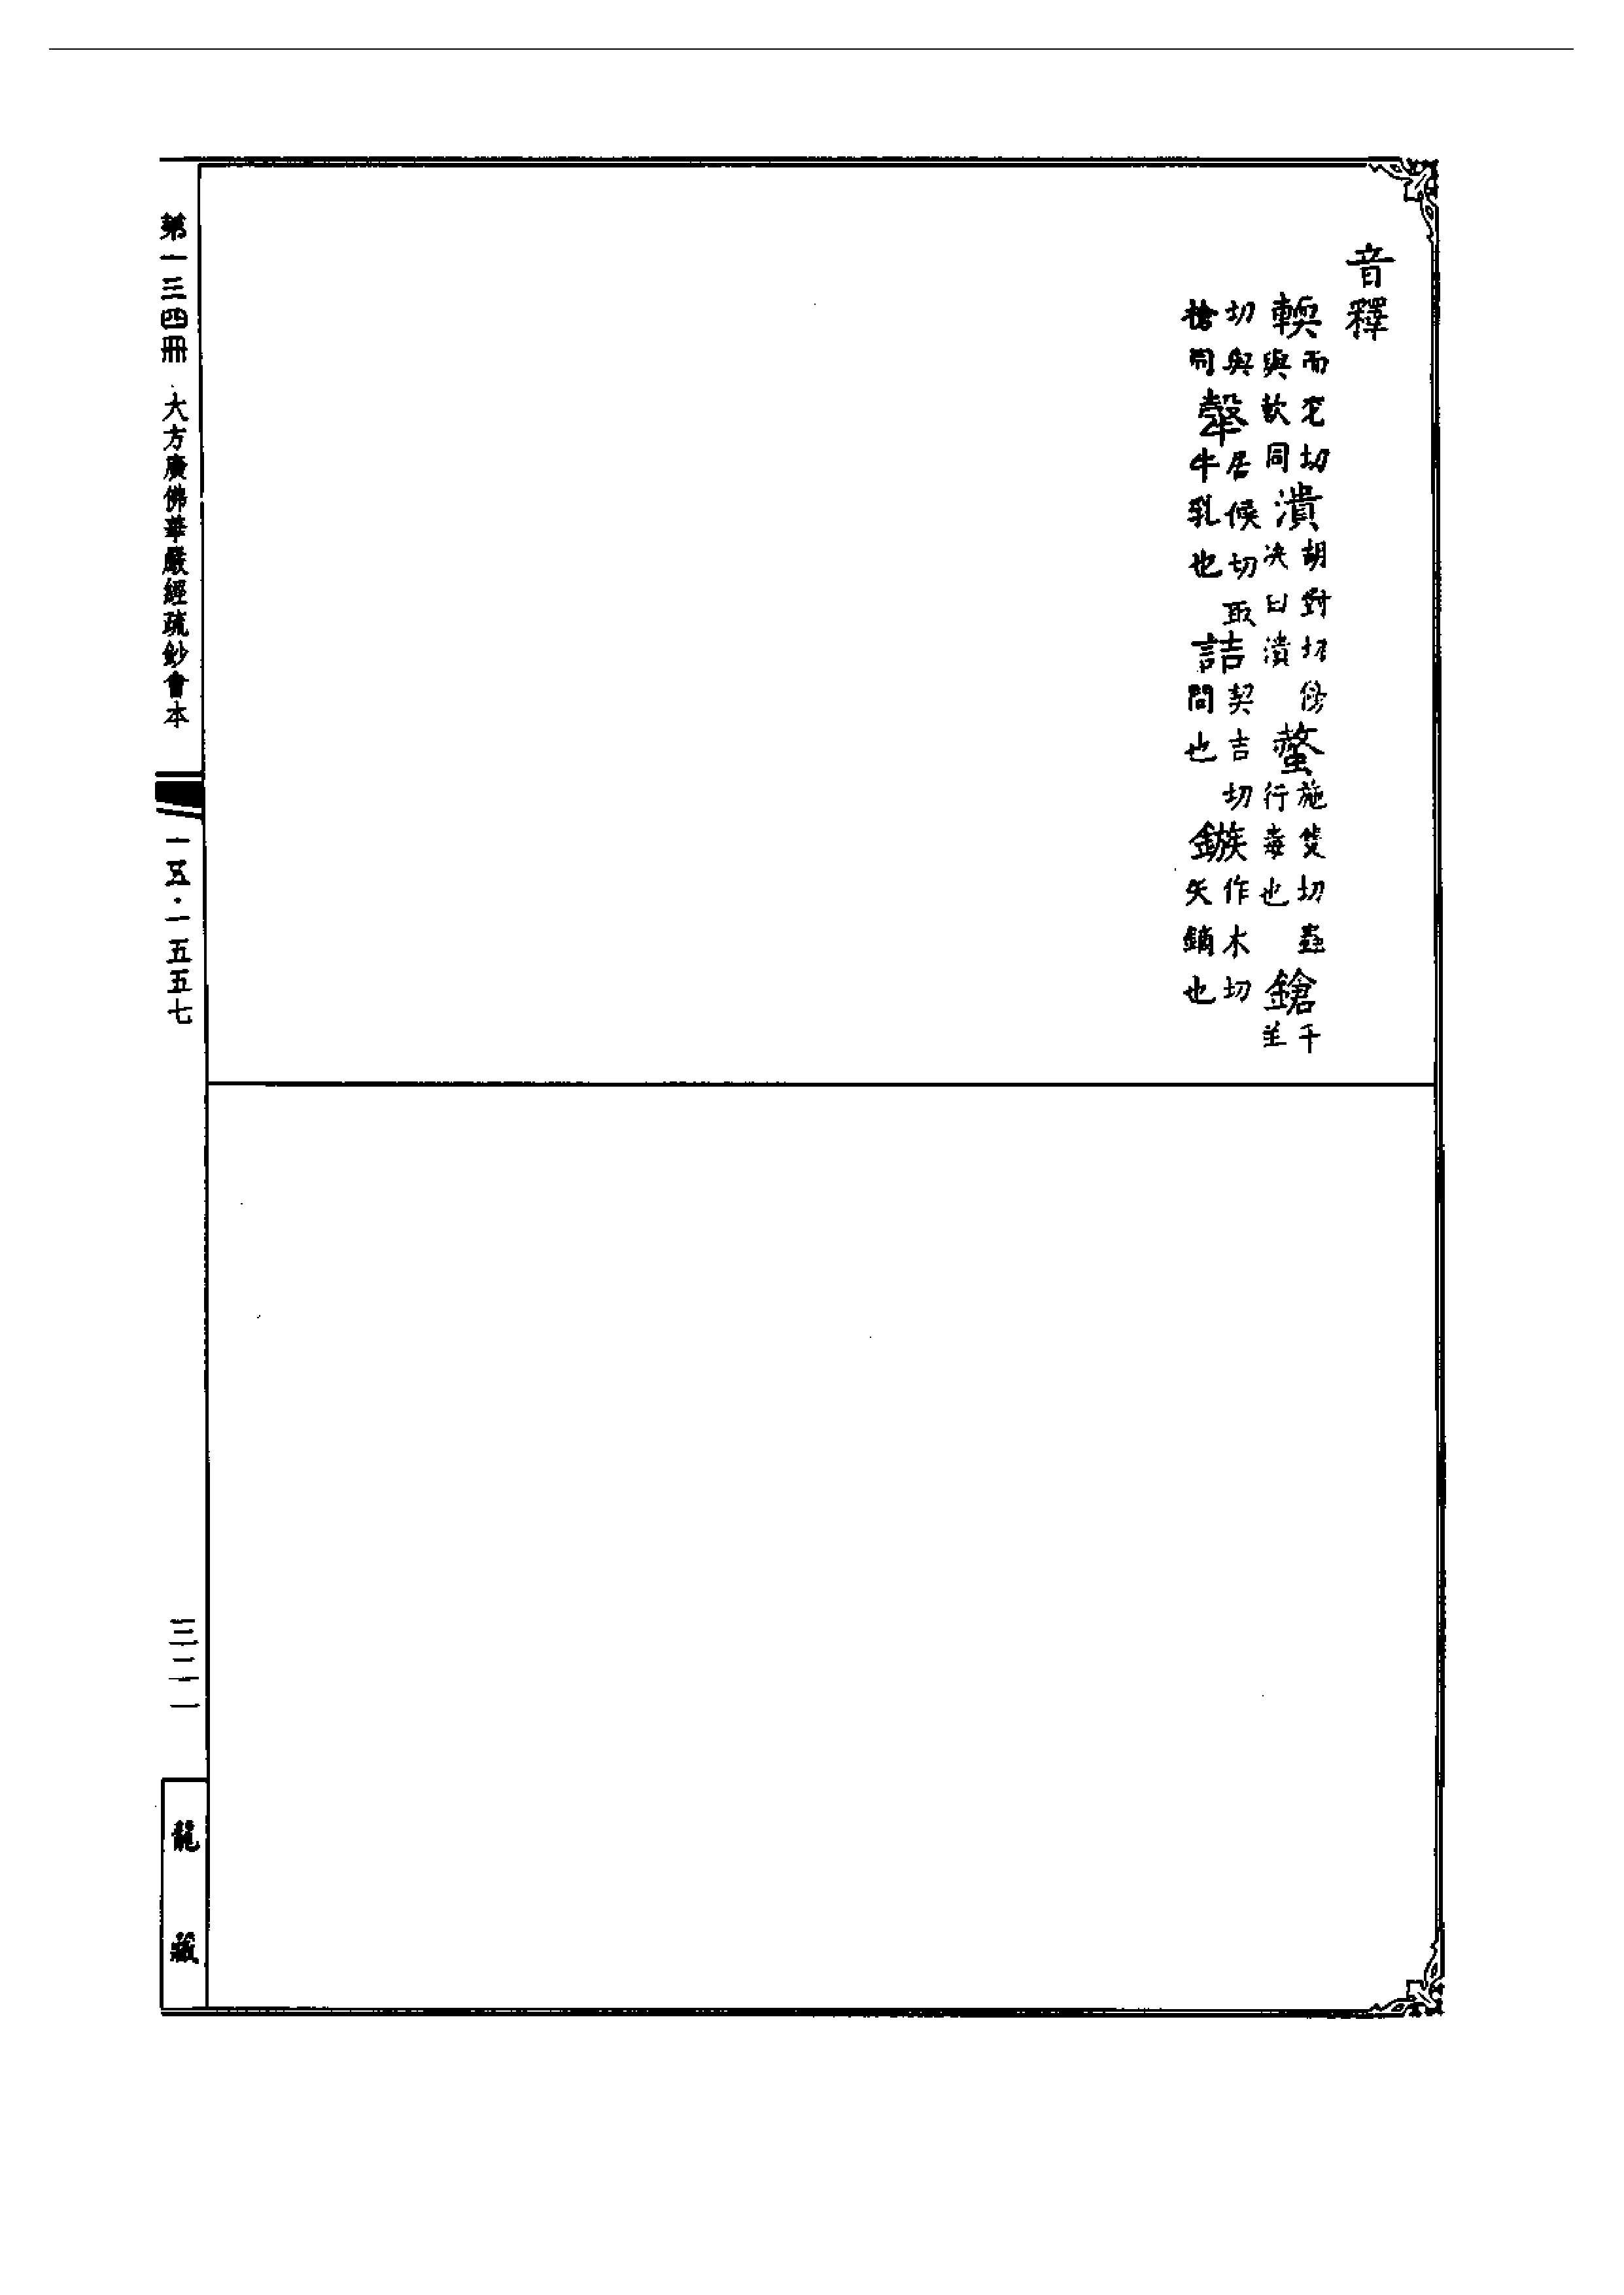 音釋
輭而兖切與軟同潰胡對切傍决曰潰螫施隻切蟲行毒也鎗千羊
切與槍同㹌居候切取牛乳也詰契吉切問也鏃作木切矢鏑也
第一三四冊 大方廣佛華嚴經疏鈔會本 一五·一五五七
三二一
龍藏